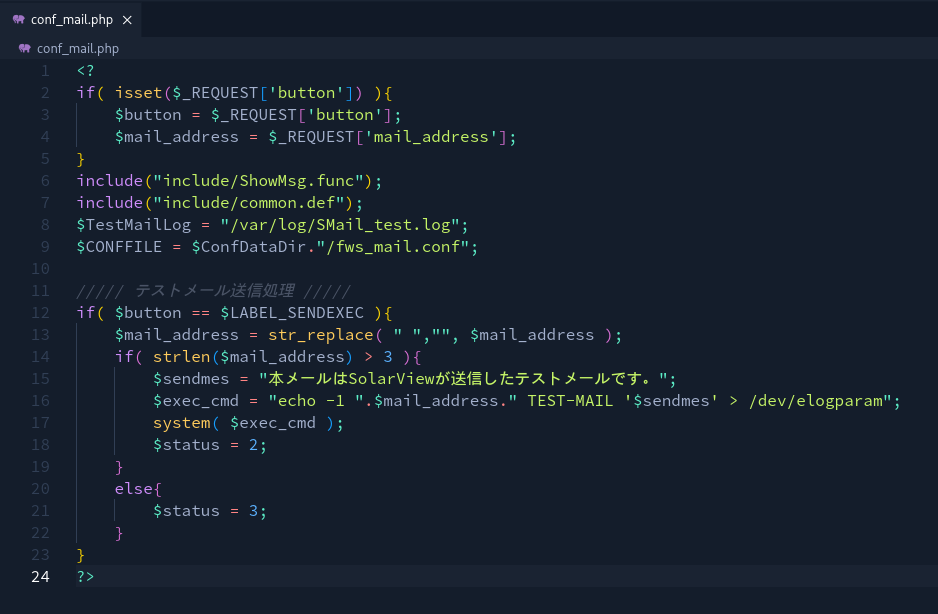 conf_mail.php ×
conf_mail.php
1 <?
2 if( isset($_REQUEST['button']) ){
3 $button = $_REQUEST['button'];
4 $mail_address = $_REQUEST['mail_address'];
5 }
6 include("include/ShowMsg.func");
7 include("include/common.def");
8 $TestMailLog = "/var/log/SMail_test.log";
9 $CONFFILE = $ConfDataDir."/fws_mail.conf";
10
11 ///// テストメール送信処理 /////
12 if( $button == $LABEL_SENDEXEC ){
13 $mail_address = str_replace( " ","", $mail_address );
14 if( strlen($mail_address) > 3 ){
15 $sendmes = "本メールはSolarViewが送信したテストメールです。";
16 $exec_cmd = "echo -1 ".$mail_address." TEST-MAIL '$sendmes' > /dev/elogparam";
17 system( $exec_cmd );
18 $status = 2;
19 }
20 else{
21 $status = 3;
22 }
23 }
24 ?>